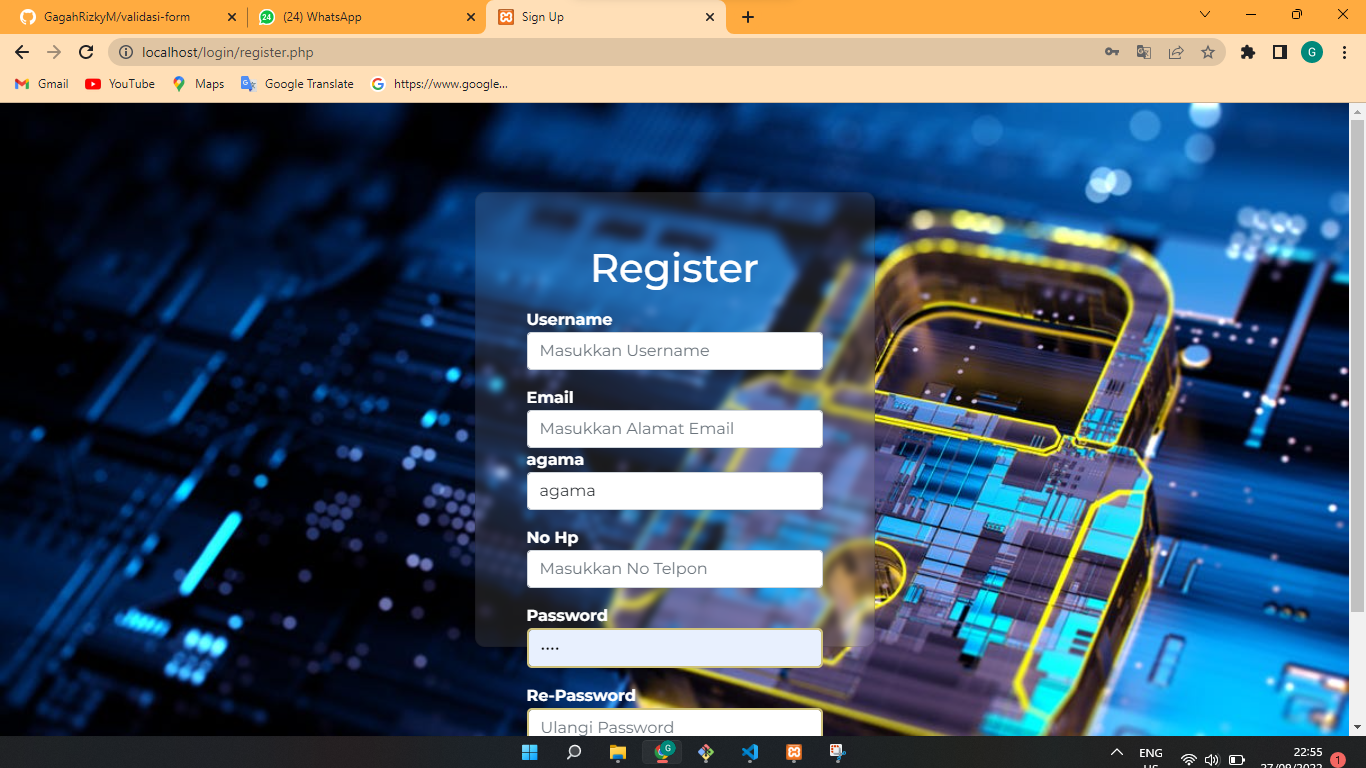 GagahRizkyM/validasi-form
24
(24) WhatsApp
Sign Up
localhost/login/register.php
G
Gmail
YouTube
Maps
Google Translate
https://www.google...
Register
Username
Masukkan Username
Email
Masukkan Alamat Email
agama
agama
No Hp
Masukkan No Telpon
Password
Re-Password
Ulangi Password
G
ENG
22:55
27/09/2022
1